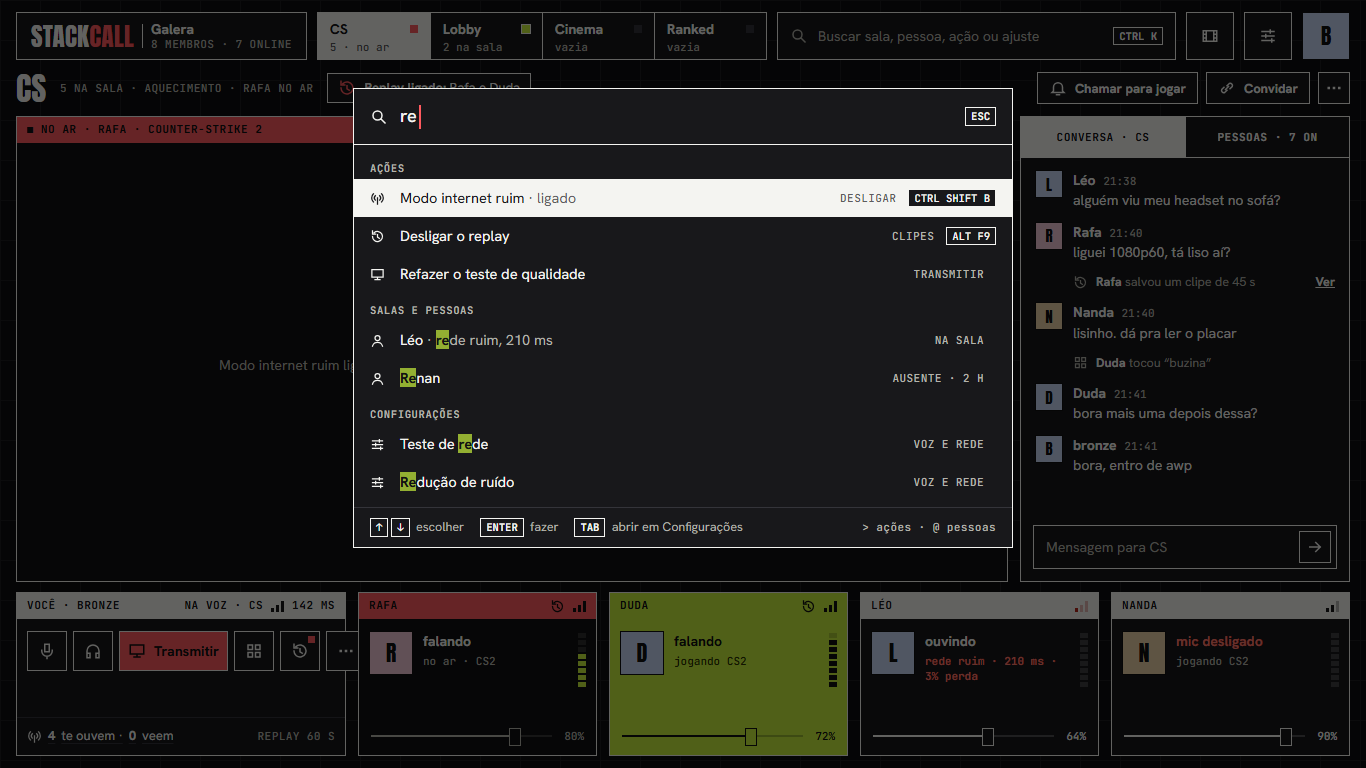 STACKCALL
Galera
8 MEMBROS · 7 ONLINE
CS
5 · no ar
Lobby
2 na sala
Cinema
vazia
Ranked
vazia
Buscar sala, pessoa, ação ou ajuste
CTRL K
B
CS
5 NA SALA · AQUECIMENTO · RAFA NO AR
Replay ligado: Rafa e Duda
Chamar para jogar
Convidar
re
ESC
AÇÕES
Modo internet ruim · ligado
DESLIGAR
CTRL SHIFT B
Desligar o replay
CLIPES
ALT F9
Refazer o teste de qualidade
TRANSMITIR
SALAS E PESSOAS
Léo · rede ruim, 210 ms
NA SALA
Renan
AUSENTE · 2 H
CONFIGURAÇÕES
Teste de rede
VOZ E REDE
Redução de ruído
VOZ E REDE
↑ ↓ escolher
ENTER fazer
TAB abrir em Configurações
> ações · @ pessoas
NO AR · RAFA · COUNTER-STRIKE 2
Modo internet ruim
CONVERSA · CS
PESSOAS · 7 ON
L
Léo 21:38
alguém viu meu headset no sofá?
R
Rafa 21:40
liguei 1080p60, tá liso aí?
Rafa salvou um clipe de 45 s
Ver
N
Nanda 21:40
lisinho. dá pra ler o placar
Duda tocou “buzina”
D
Duda 21:41
bora mais uma depois dessa?
B
bronze 21:41
bora, entro de awp
Mensagem para CS
VOCÊ · BRONZE
NA VOZ · CS
142 MS
Transmitir
4 te ouvem · 0 veem
REPLAY 60 S
RAFA
R
falando
no ar · CS2
80%
DUDA
D
falando
jogando CS2
72%
LÉO
L
ouvindo
rede ruim · 210 ms ·
3% perda
64%
NANDA
N
mic desligado
jogando CS2
90%